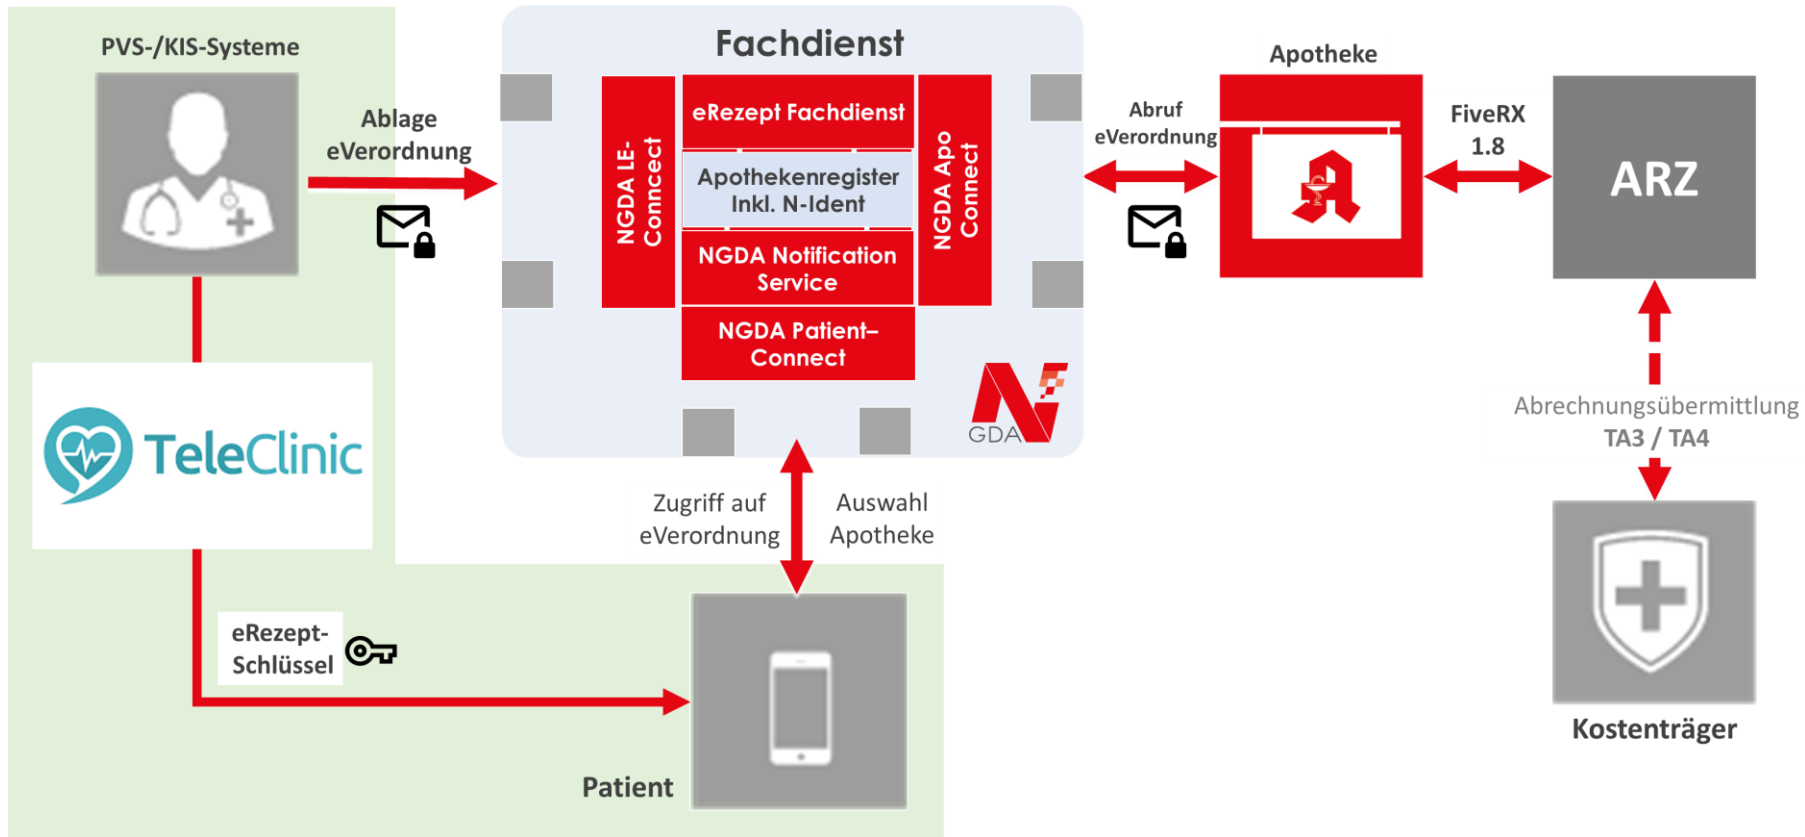 PVS-/KIS-Systeme
Ablage
eVerordnung
Fachdienst
NGDA LE-
Conncect
eRezept Fachdienst
Apothekenregister
Inkl. N-Ident
NGDA Notification
Service
NGDA Patient–
Connect
NGDA Apo
Connect
N
GDA
Abruf
eVerordnung
Apotheke
FiveRX
1.8
ARZ
Abrechnungsübermittlung
TA3 / TA4
Kostenträger
TeleClinic
Zugriff auf
eVerordnung
Auswahl
Apotheke
eRezept-
Schlüssel
Patient